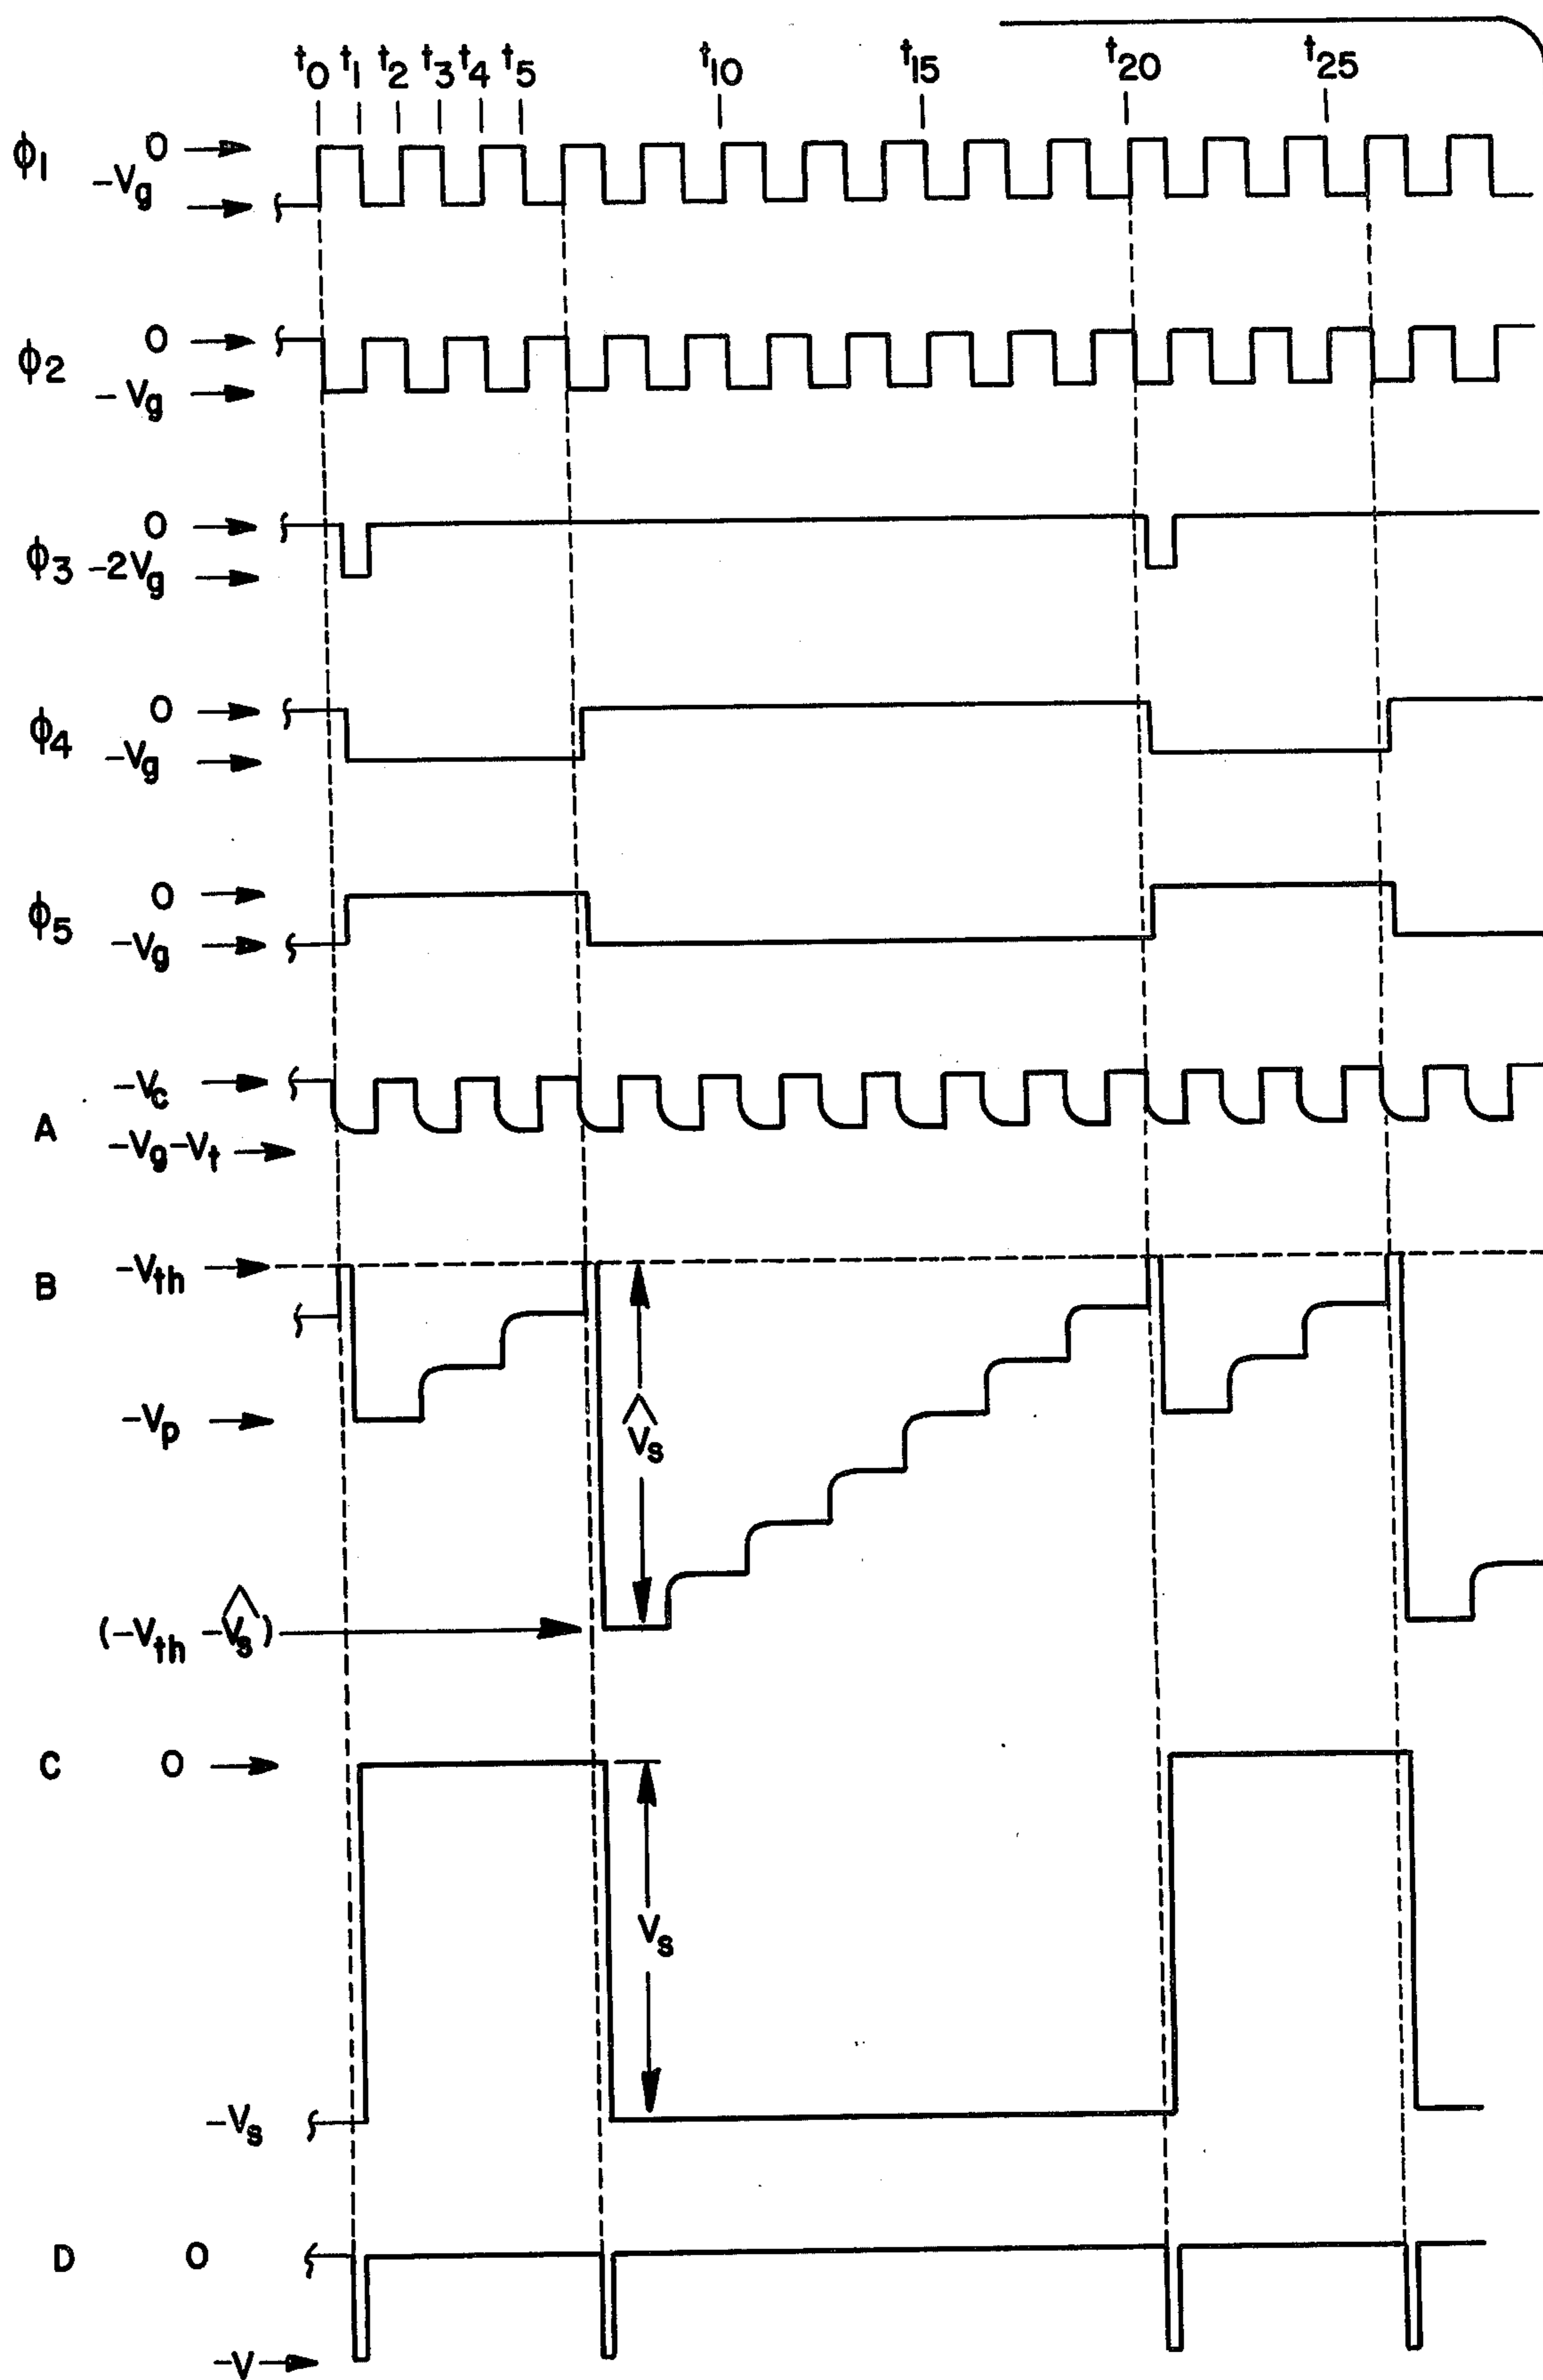 t0 t1 t2 t3 t4 t5 t10 t15 t20 t25
ϕ1 0
-Vg
ϕ2 0
-Vg
ϕ3 0
-2Vg
ϕ4 0
-Vg
ϕ5 0
-Vg
A -Vc
-Vg-Vt
B -Vth
-Vp
V̂s
(-Vth -V̂s)
C 0
Vs
-Vs
D 0
-V